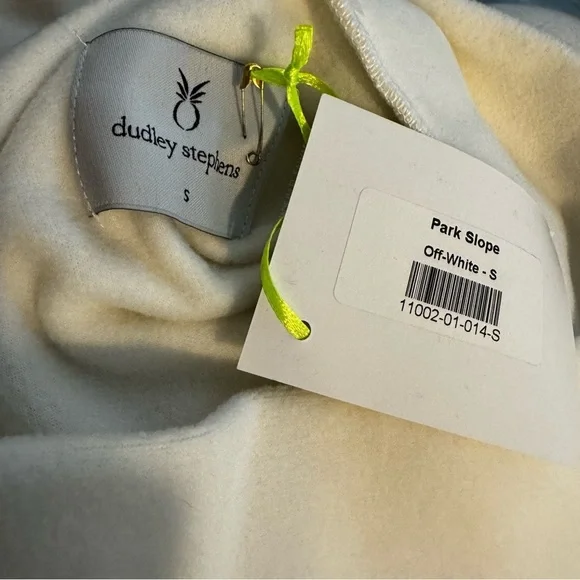 dudley stephens
S
Park Slope
Off-White - S
11002-01-014-S